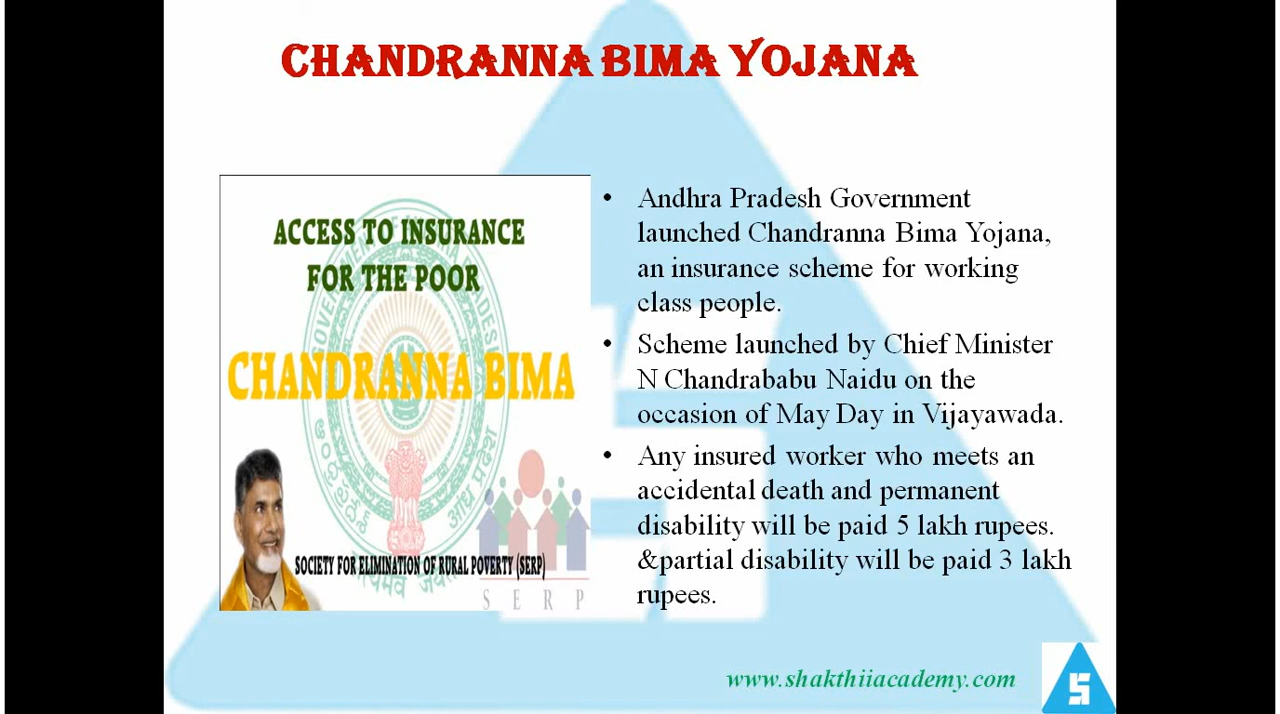 CHANDRANNA BIMA YOJANA
ACCESS TO INSURANCE
FOR THE POOR
CHANDRANNA BIMA
SOCIETY FOR ELIMINATION OF RURAL POVERTY (SERP)
S E R P
• Andhra Pradesh Government
launched Chandranna Bima Yojana,
an insurance scheme for working
class people.
• Scheme launched by Chief Minister
N Chandrababu Naidu on the
occasion of May Day in Vijayawada.
• Any insured worker who meets an
accidental death and permanent
disability will be paid 5 lakh rupees.
&partial disability will be paid 3 lakh
rupees.
www.shakthiiacademy.com
S